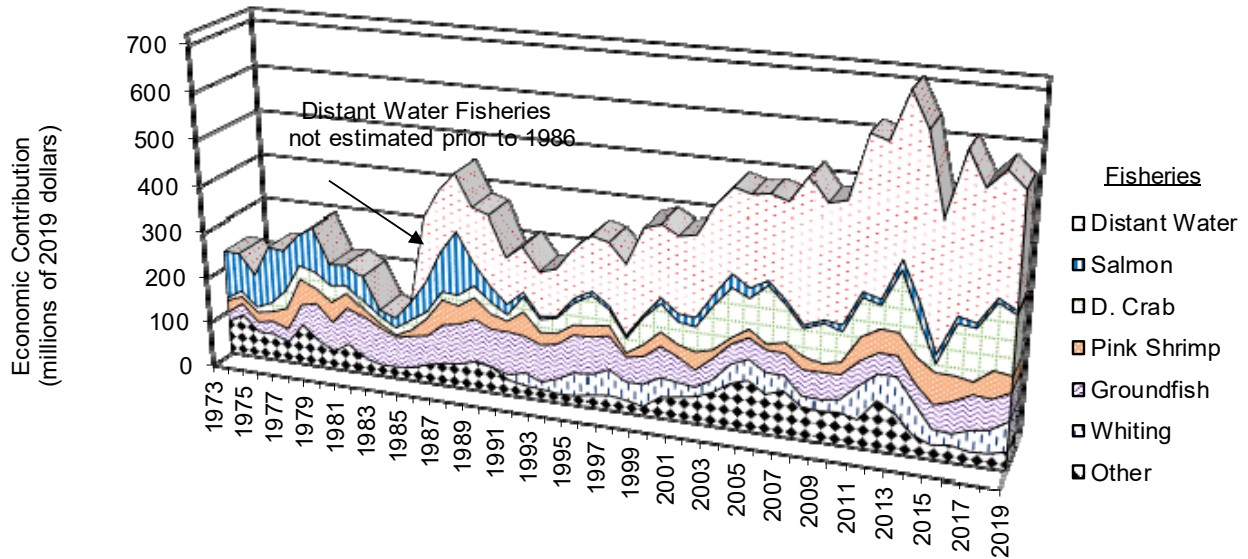 Economic Contribution
(millions of 2019 dollars)
700
600
500
400
300
200
100
0
Distant Water Fisheries
not estimated prior to 1986
1973
1975
1977
1979
1981
1983
1985
1987
1989
1991
1993
1995
1997
1999
2001
2003
2005
2007
2009
2011
2013
2015
2017
2019
Fisheries
Distant Water
Salmon
D. Crab
Pink Shrimp
Groundfish
Whiting
Other